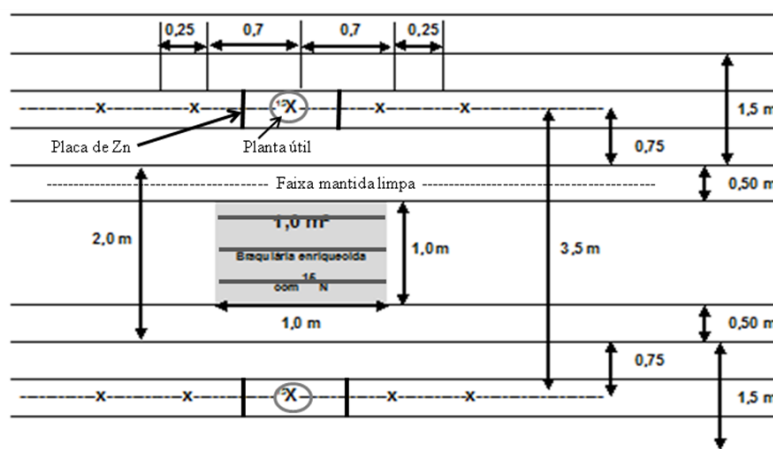 0,25
0,7
0,7
0,25
x
x
X
x
x
1,5 m
Placa de Zn
Planta útil
0,75
Faixa mantida limpa
0,50 m
2,0 m
1,0 m²
Braquiária enriquecida
com ¹⁵N
1,0 m
3,5 m
1,0 m
0,50 m
0,75
x
x
X
x
x
1,5 m